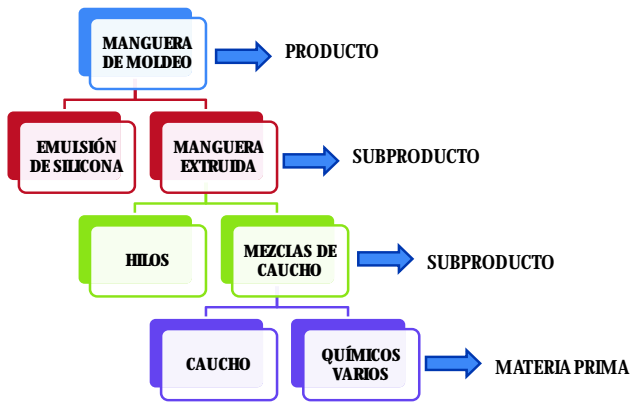 MANGUERA
DE MOLDEO
PRODUCTO
EMULSIÓN
DE SILICONA
MANGUERA
EXTRUIDA
SUBPRODUCTO
HILOS
MEZCLAS DE
CAUCHO
SUBPRODUCTO
CAUCHO
QUÍMICOS
VARIOS
MATERIA PRIMA